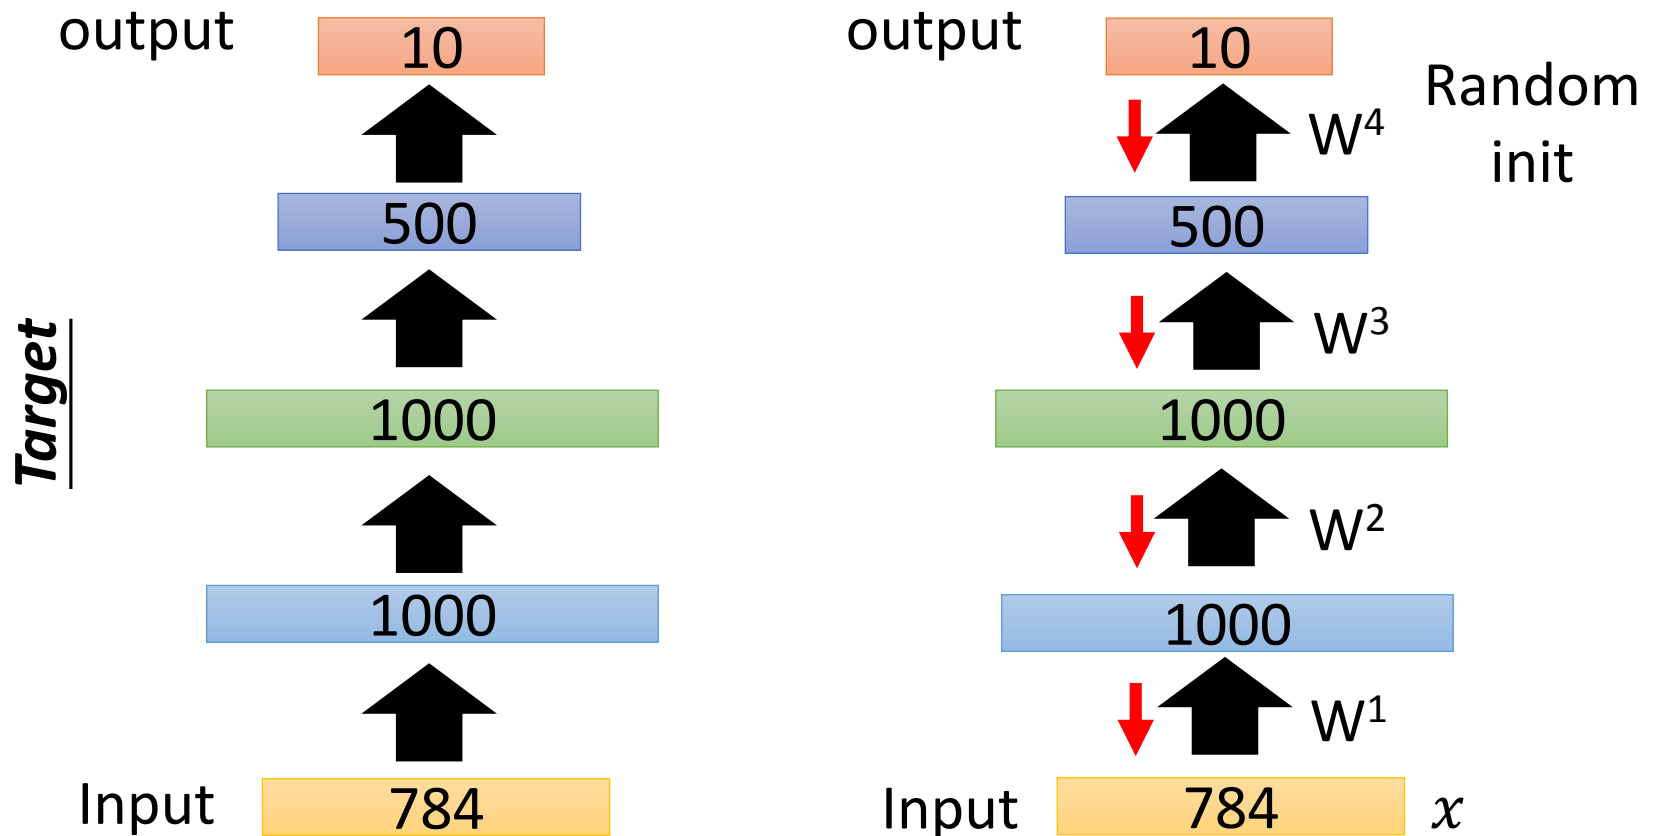 output
10
500
Target
1000
1000
Input
784
output
10
Random
init
W⁴
500
W³
1000
W²
1000
W¹
Input
784
x